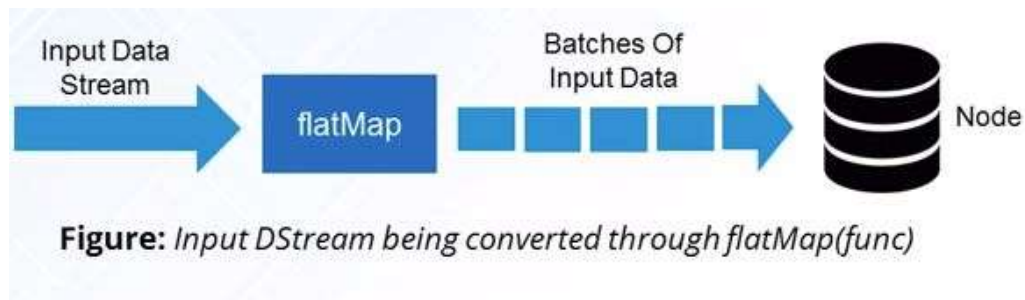 Input Data
Stream
flatMap
Batches Of
Input Data
Node
Figure: Input DStream being converted through flatMap(func)